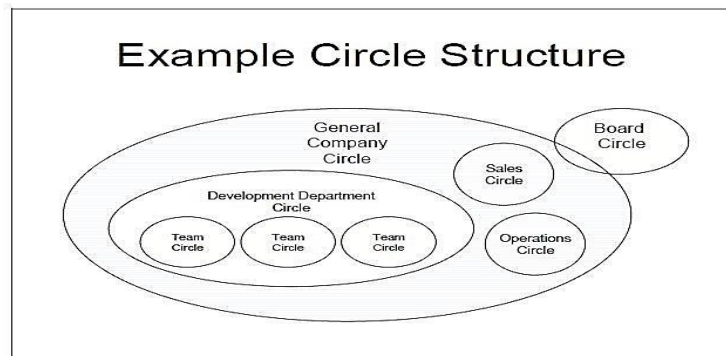 Example Circle Structure
General
Company
Circle
Board
Circle
Sales
Circle
Development Department
Circle
Team
Circle
Team
Circle
Team
Circle
Operations
Circle